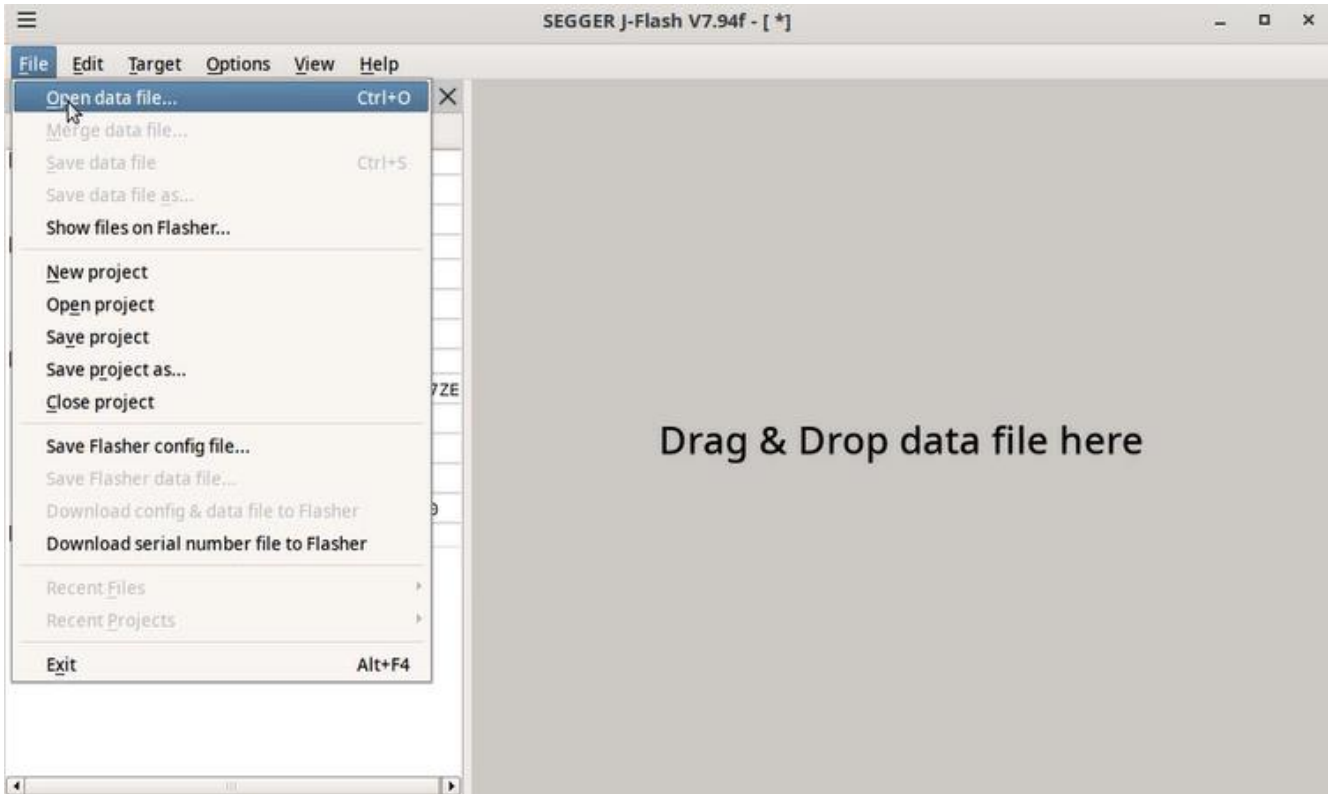 SEGGER J-Flash V7.94f - [ *]
File Edit Target Options View Help
Open data file... Ctrl+O
Merge data file...
Save data file Ctrl+S
Save data file as...
Show files on Flasher...
New project
Open project
Save project
Save project as...
Close project
7ZE
Save Flasher config file...
Save Flasher data file...
Download config & data file to Flasher
Download serial number file to Flasher
Recent Files
Recent Projects
Exit Alt+F4
Drag & Drop data file here